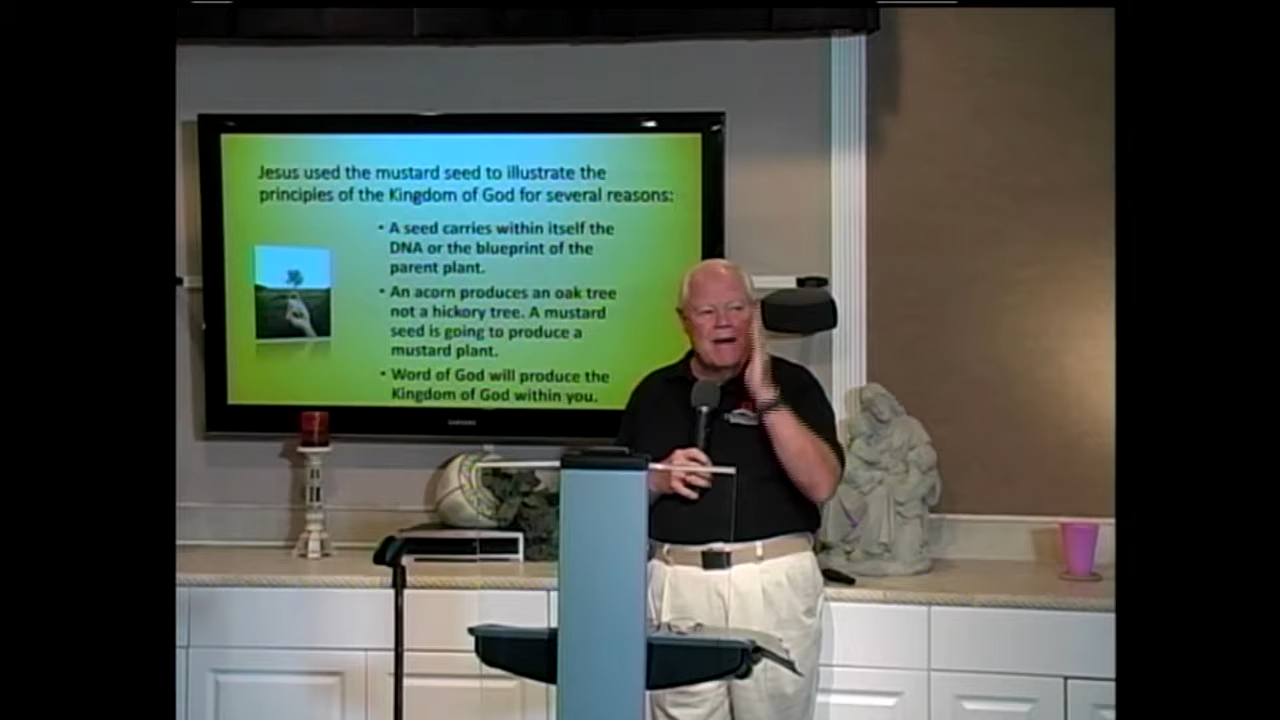 Jesus used the mustard seed to illustrate the
principles of the Kingdom of God for several reasons:
• A seed carries within itself the
DNA or the blueprint of the
parent plant.
• An acorn produces an oak tree
not a hickory tree. A mustard
seed is going to produce a
mustard plant.
• Word of God will produce the
Kingdom of God within you.
SAMSUNG